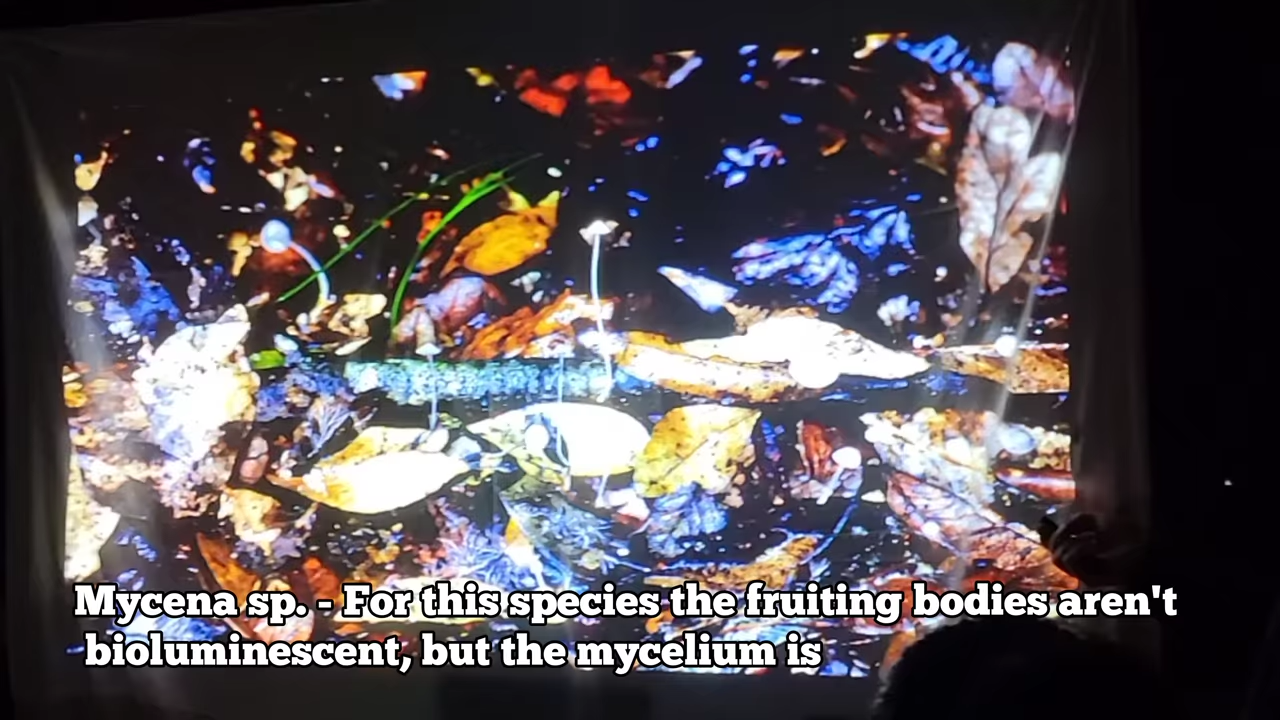 Mycena sp. - For this species the fruiting bodies aren't
bioluminescent, but the mycelium is